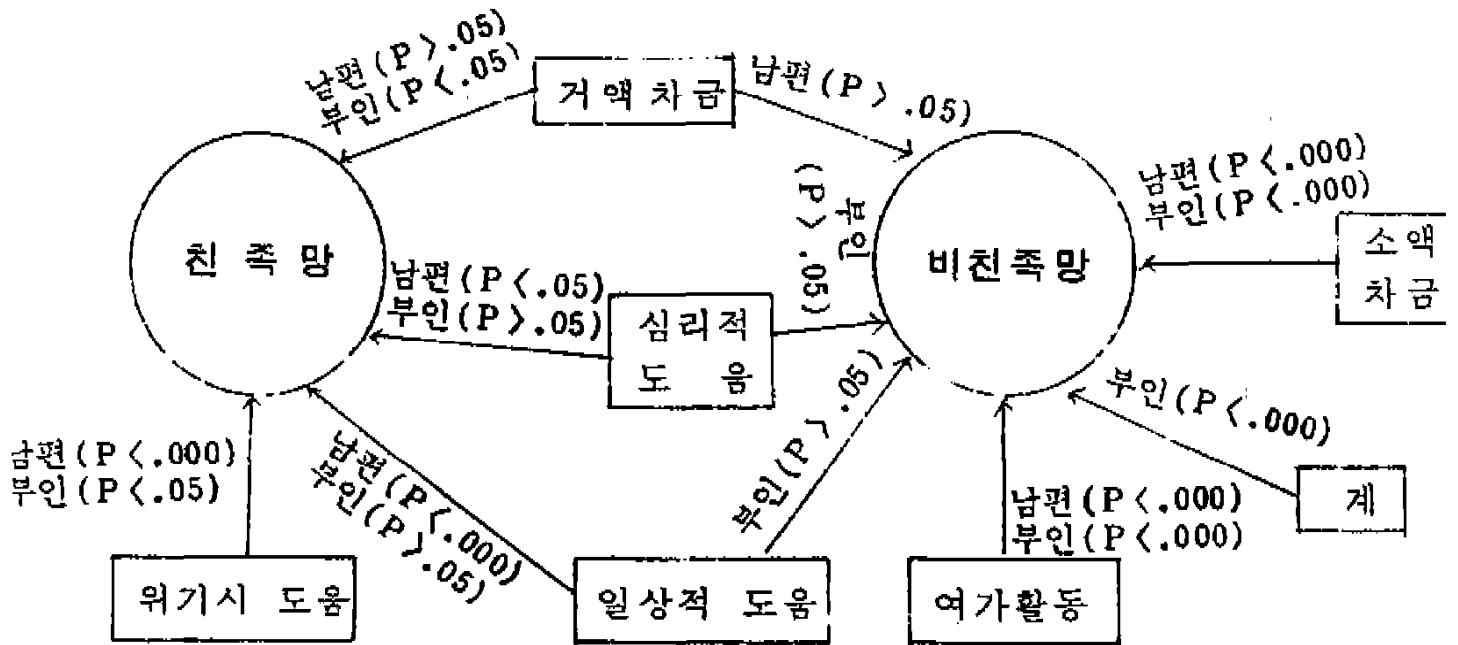 남편(P > .05)
부인(P < .05)
거액차금
남편(P > .05)
친 족 망
비친족망
부인
(P > .05)
남편(P < .000)
부인(P < .000)
소액
차금
남편(P < .05)
부인(P > .05)
심리적
도 움
남편(P < .000)
부인(P < .05)
남편(P < .000)
부인(P > .05)
부인(P > .05)
부인(P < .000)
남편(P < .000)
부인(P < .000)
계
위기시 도움
일상적 도움
여가활동